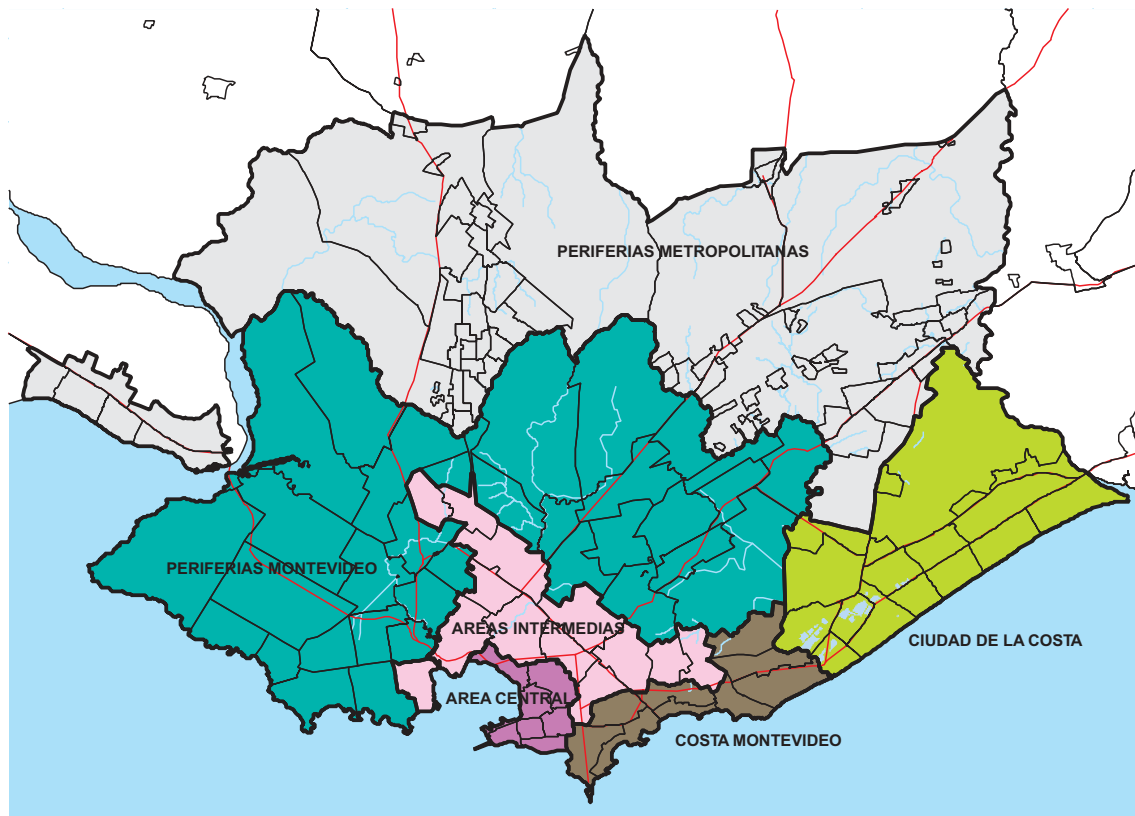 PERIFERIAS METROPOLITANAS
PERIFERIAS MONTEVIDEO
AREAS INTERMEDIAS
CIUDAD DE LA COSTA
AREA CENTRAL
COSTA MONTEVIDEO